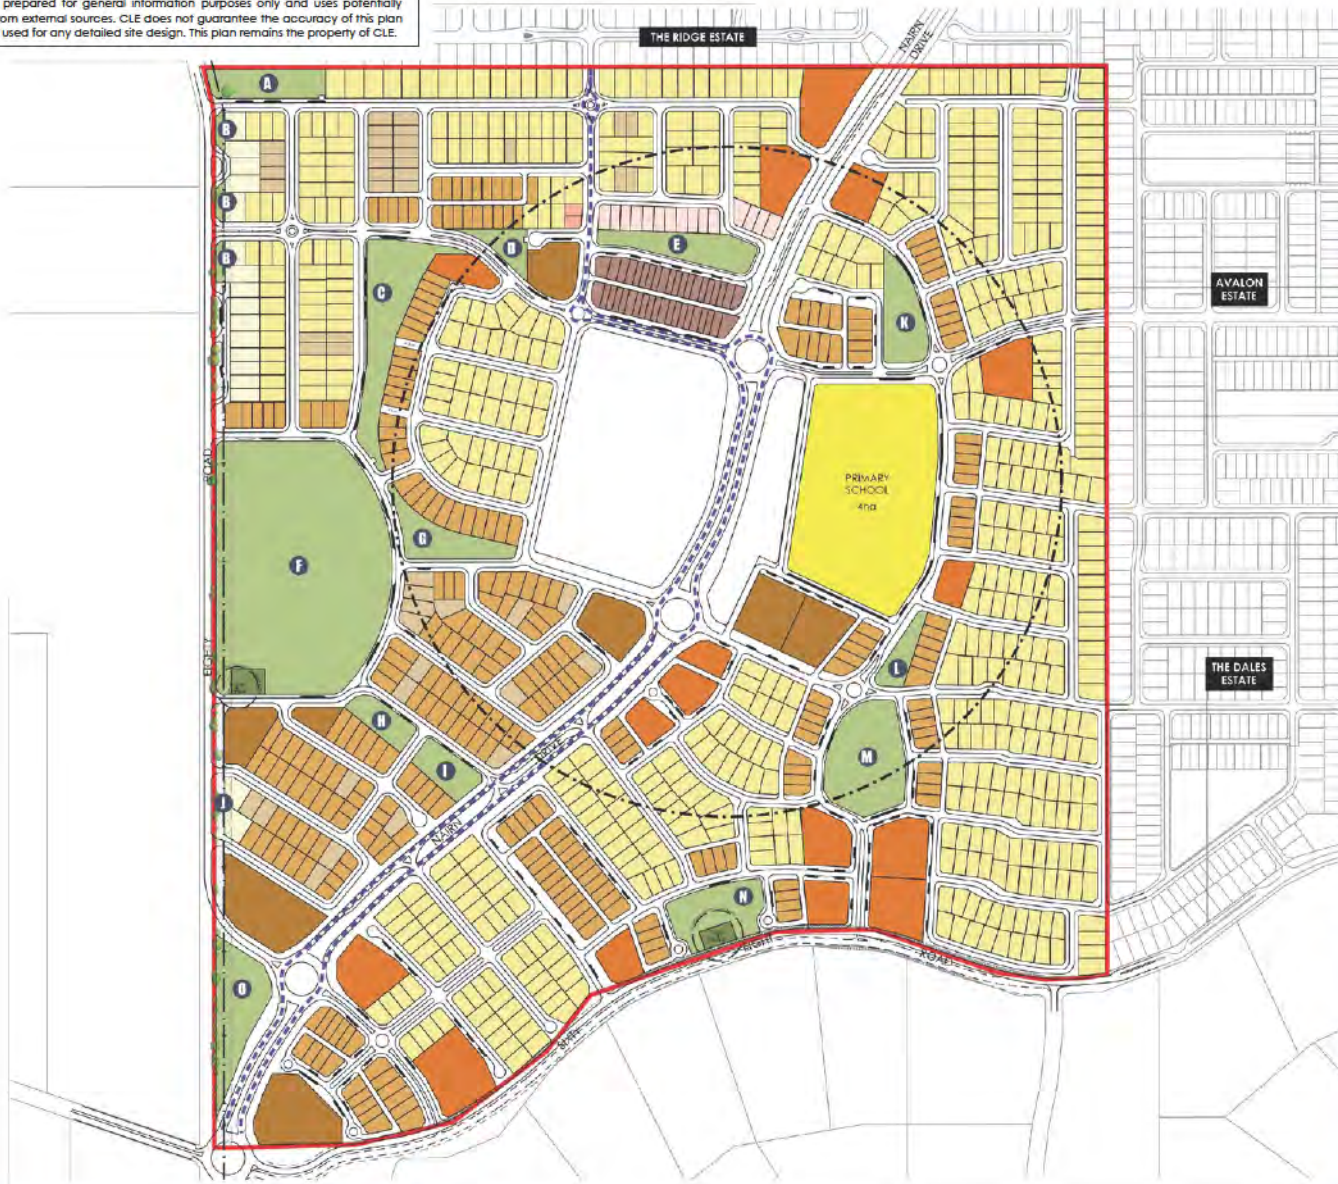 prepared for general information purposes only and uses potentially
om external sources. CLE does not guarantee the accuracy of this plan
used for any detailed site design. This plan remains the property of CLE.
THE RIDGE ESTATE
NAIRN
DRIVE
A
B
B
B
C
D
E
K
AVALON
ESTATE
ROAD
PRIMARY
SCHOOL
4ha
F
G
EIGHTY
L
THE DALES
ESTATE
H
I
DRIVE
M
J
NAIRN
N
EIGHT
ROAD
O
SIXTY